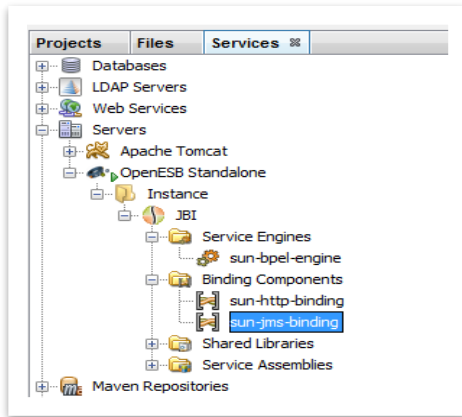 Projects Files Services
Databases
LDAP Servers
Web Services
Servers
Apache Tomcat
OpenESB Standalone
Instance
JBI
Service Engines
sun-bpel-engine
Binding Components
sun-http-binding
sun-jms-binding
Shared Libraries
Service Assemblies
Maven Repositories